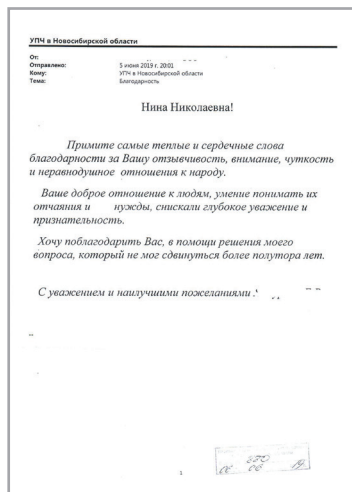 УПЧ в Новосибирской области
От:
Отправлено: 5 июня 2019 г. 20:01
Кому: УПЧ в Новосибирской области
Тема: Благодарность
Нина Николаевна!
Примите самые теплые и сердечные слова
благодарности за Вашу отзывчивость, внимание, чуткость
и неравнодушное отношения к народу.
Ваше доброе отношение к людям, умение понимать их
отчаяния и нужды, снискали глубокое уважение и
признательность.
Хочу поблагодарить Вас, в помощи решения моего
вопроса, который не мог сдвинуться более полутора лет.
С уважением и наилучшими пожеланиями
1
06 06 19